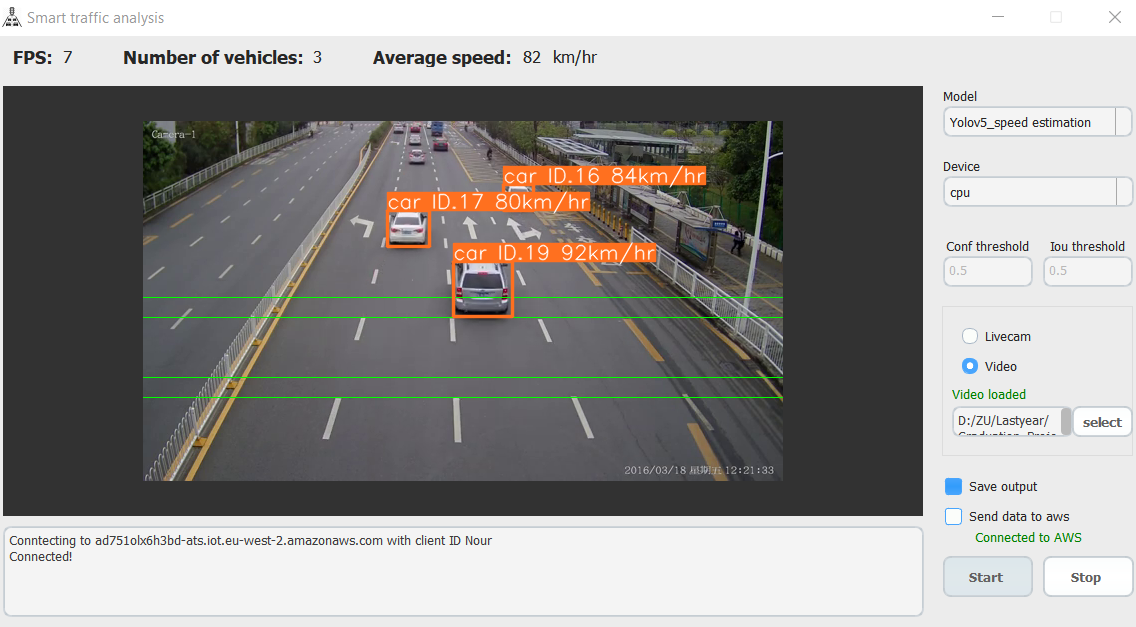 Smart traffic analysis
FPS: 7 Number of vehicles: 3 Average speed: 82 km/hr
Camera-1
car ID.16 84km/hr
car ID.17 80km/hr
car ID.19 92km/hr
2016/03/18 星期五 12:21:33
Conntecting to ad751olx6h3bd-ats.iot.eu-west-2.amazonaws.com with client ID Nour
Connected!
Model
Yolov5_speed estimation
Device
cpu
Conf threshold Iou threshold
0.5 0.5
Livecam
Video
Video loaded
D:/ZU/Lastyear/
select
Save output
Send data to aws
Connected to AWS
Start Stop